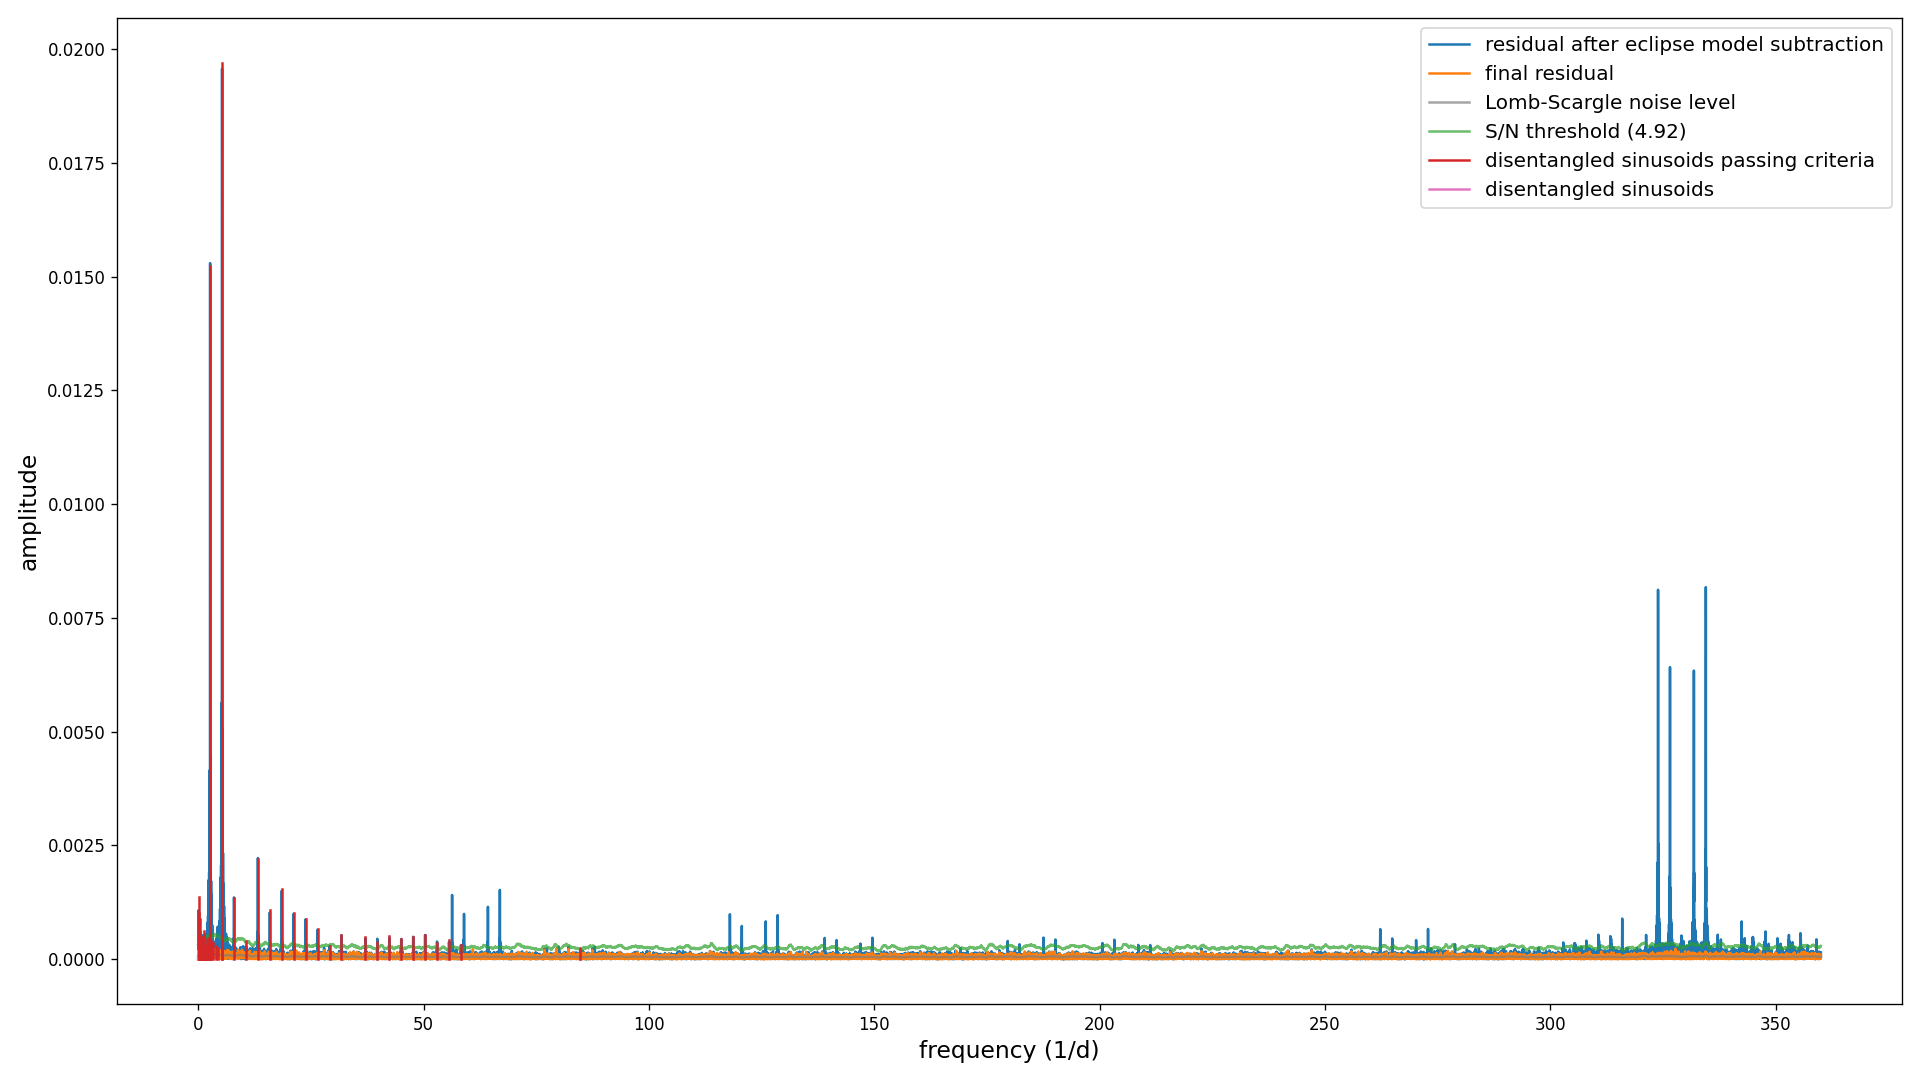 residual after eclipse model subtraction
final residual
Lomb-Scargle noise level
S/N threshold (4.92)
disentangled sinusoids passing criteria
disentangled sinusoids
0.0200
0.0175
0.0150
0.0125
0.0100
0.0075
0.0050
0.0025
0.0000
amplitude
0 50 100 150 200 250 300 350
frequency (1/d)